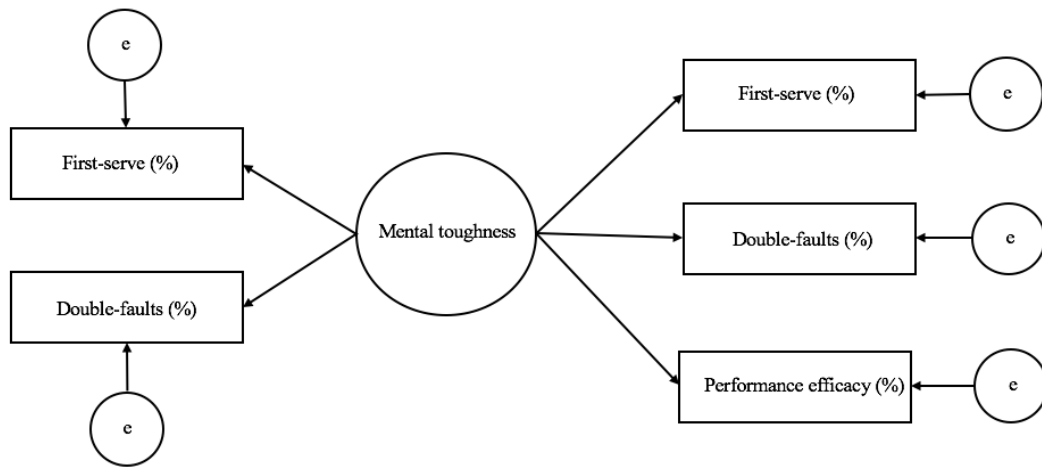 e
First-serve (%)
Double-faults (%)
e
Mental toughness
First-serve (%)
e
Double-faults (%)
e
Performance efficacy (%)
e